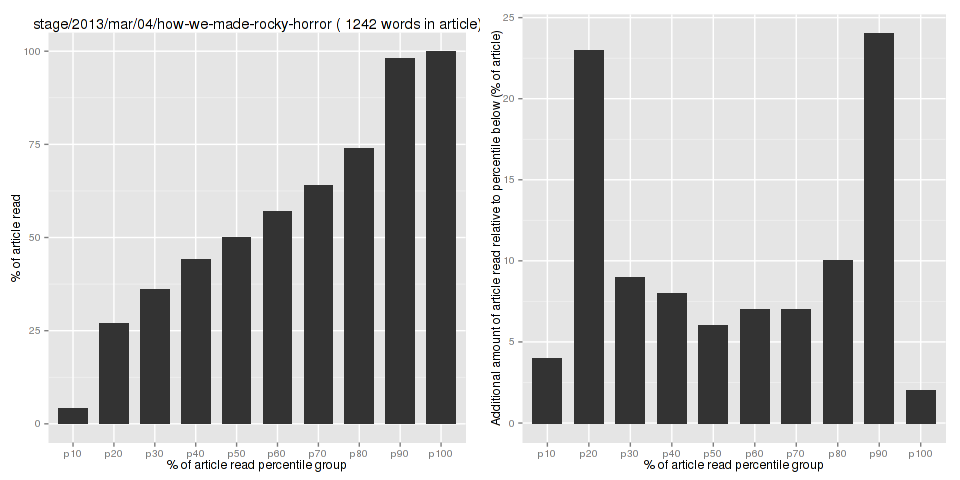 stage/2013/mar/04/how-we-made-rocky-horror ( 1242 words in article)
% of article read
100
75
50
25
0
p10 p20 p30 p40 p50 p60 p70 p80 p90 p100
% of article read percentile group
Additional amount of article read relative to percentile below (% of article)
25
20
15
10
5
0
p10 p20 p30 p40 p50 p60 p70 p80 p90 p100
% of article read percentile group